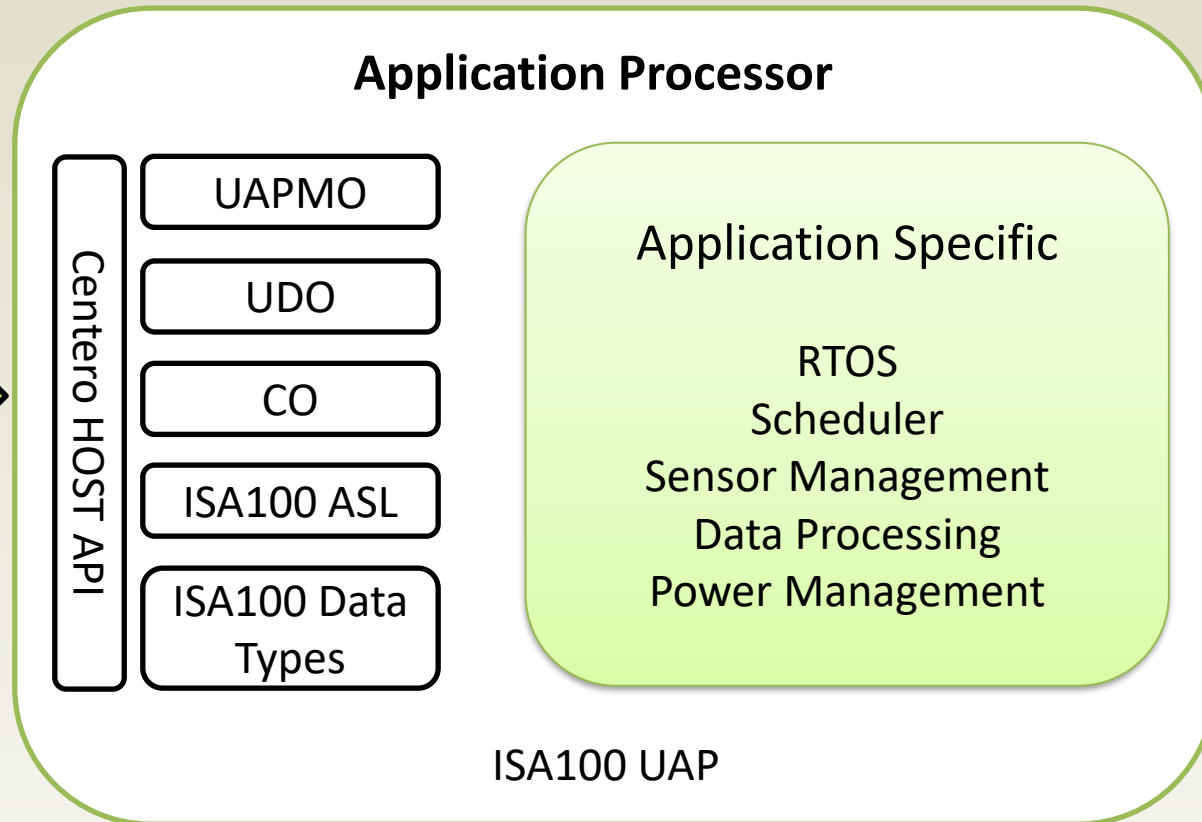 Application Processor
Centero HOST API
UAPMO
UDO
CO
ISA100 ASL
ISA100 Data
Types
Application Specific
RTOS
Scheduler
Sensor Management
Data Processing
Power Management
ISA100 UAP